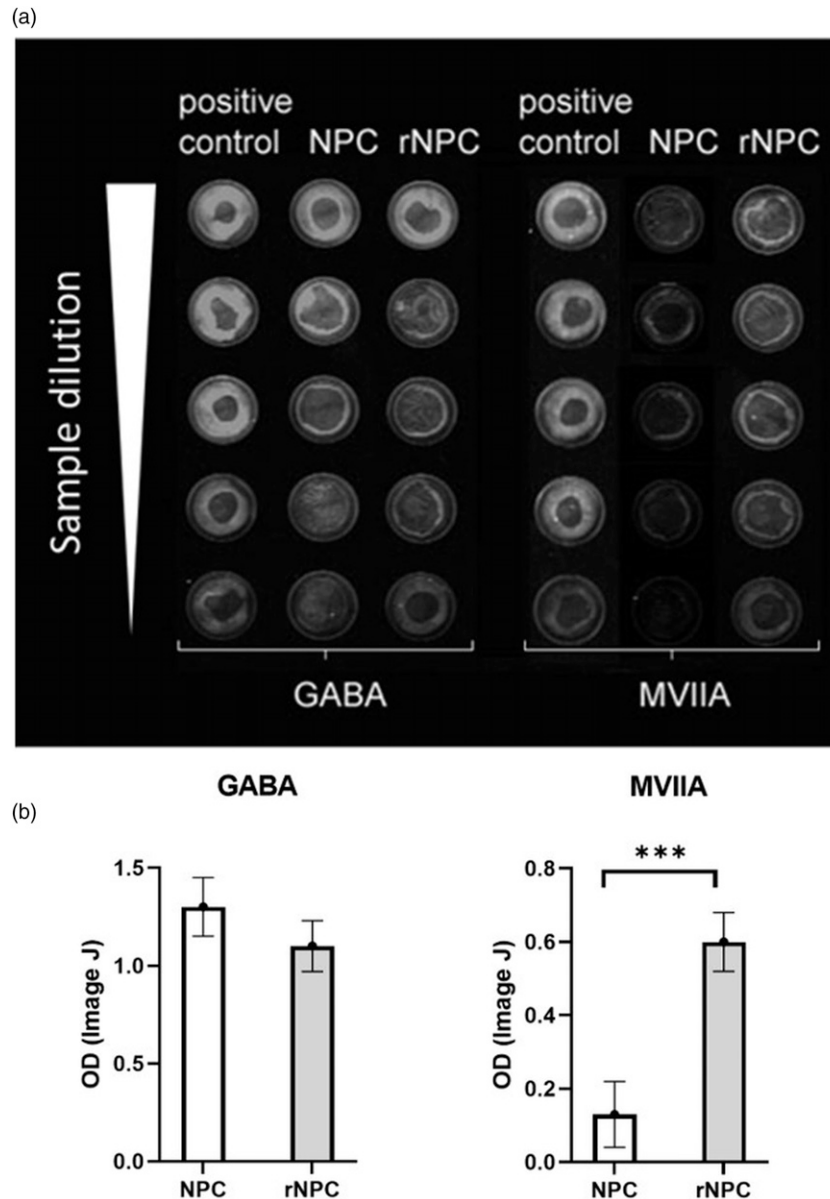 (a)
positive
control NPC rNPC
positive
control NPC rNPC
Sample dilution
GABA
MVIIA
(b)
GABA
MVIIA
OD (Image J)
1.5
1.0
0.5
0.0
NPC rNPC
OD (Image J)
0.8
0.6
0.4
0.2
0.0
***
NPC rNPC